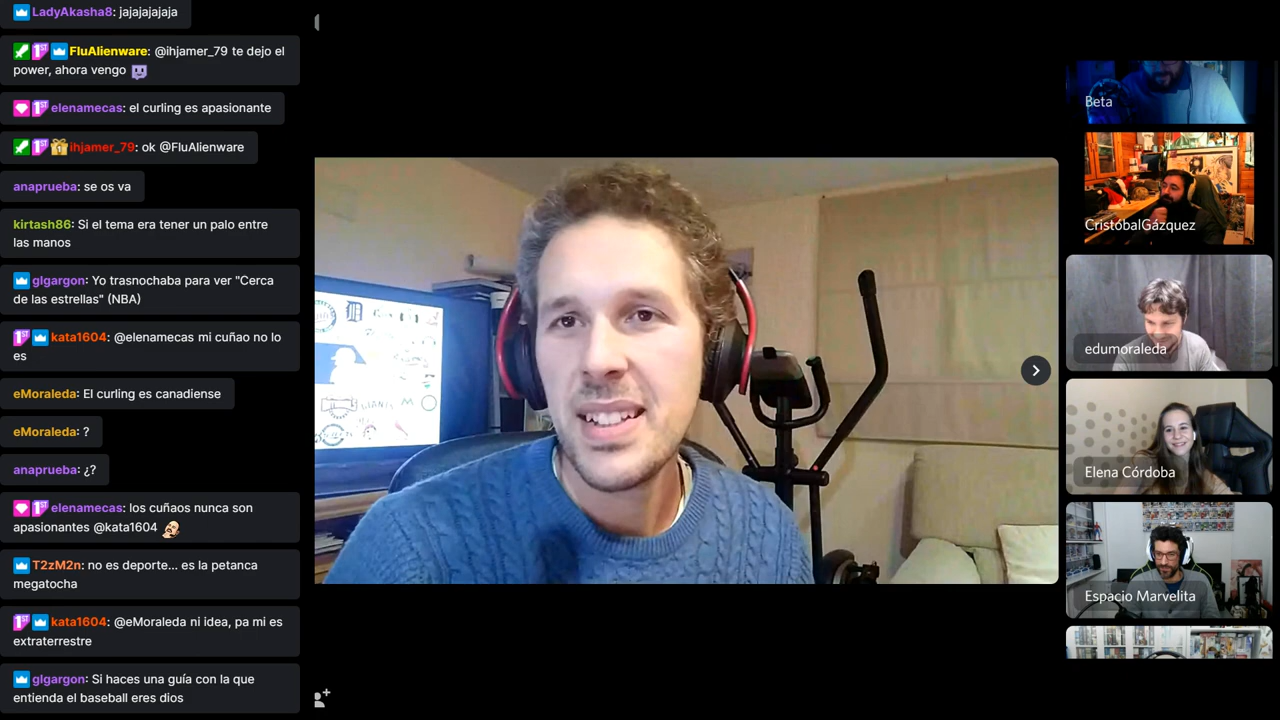 LadyAkasha8: jajajajajaja
FluAlienware: @ihjamer_79 te dejo el
power, ahora vengo
elenamecas: el curling es apasionante
ihjamer_79: ok @FluAlienware
anaprueba: se os va
kirtash86: Si el tema era tener un palo entre
las manos
glgargon: Yo trasnochaba para ver "Cerca
de las estrellas" (NBA)
kata1604: @elenamecas mi cuñao no lo
es
eMoraleda: El curling es canadiense
eMoraleda: ?
anaprueba: ¿?
elenamecas: los cuñaos nunca son
apasionantes @kata1604
T2zM2n: no es deporte... es la petanca
megatocha
kata1604: @eMoraleda ni idea, pa mi es
extraterrestre
glgargon: Si haces una guía con la que
entienda el baseball eres dios
Beta
CristóbalGázquez
edumoraleda
Elena Córdoba
Espacio Marvelita